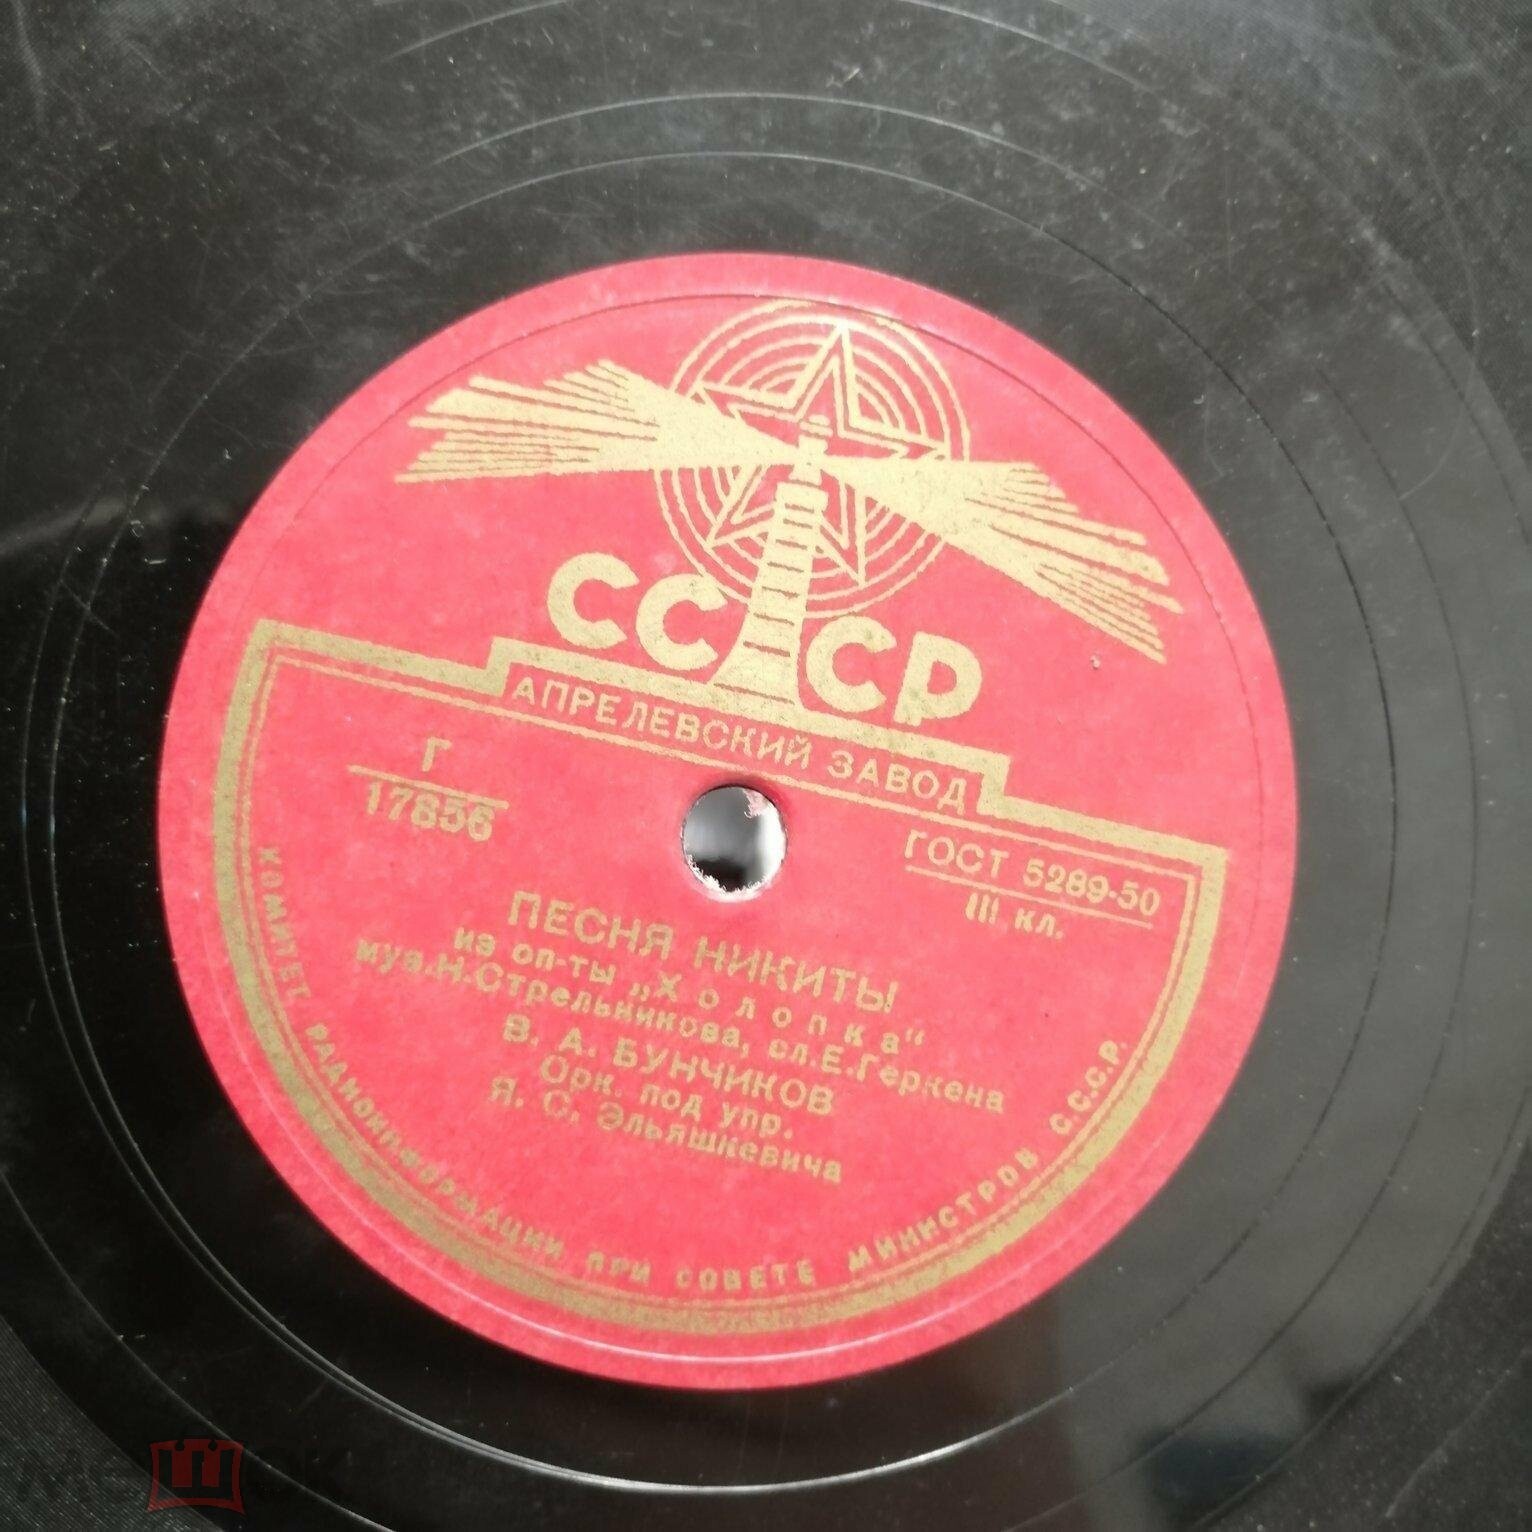 СССР
АПРЕЛЕВСКИЙ ЗАВОД
Г
17856
ГОСТ 5289-50
III кл.
ПЕСНЯ НИКИТЫ
из оп-ты „Холопка“
муз. Н. Стрельникова, сл. Е. Геркена
В. А. БУНЧИКОВ
Орк. под упр.
Я. С. Эльяшкевича
КОМИТЕТ РАДИОИНФОРМАЦИИ ПРИ СОВЕТЕ МИНИСТРОВ С.С.С.Р.
мешок